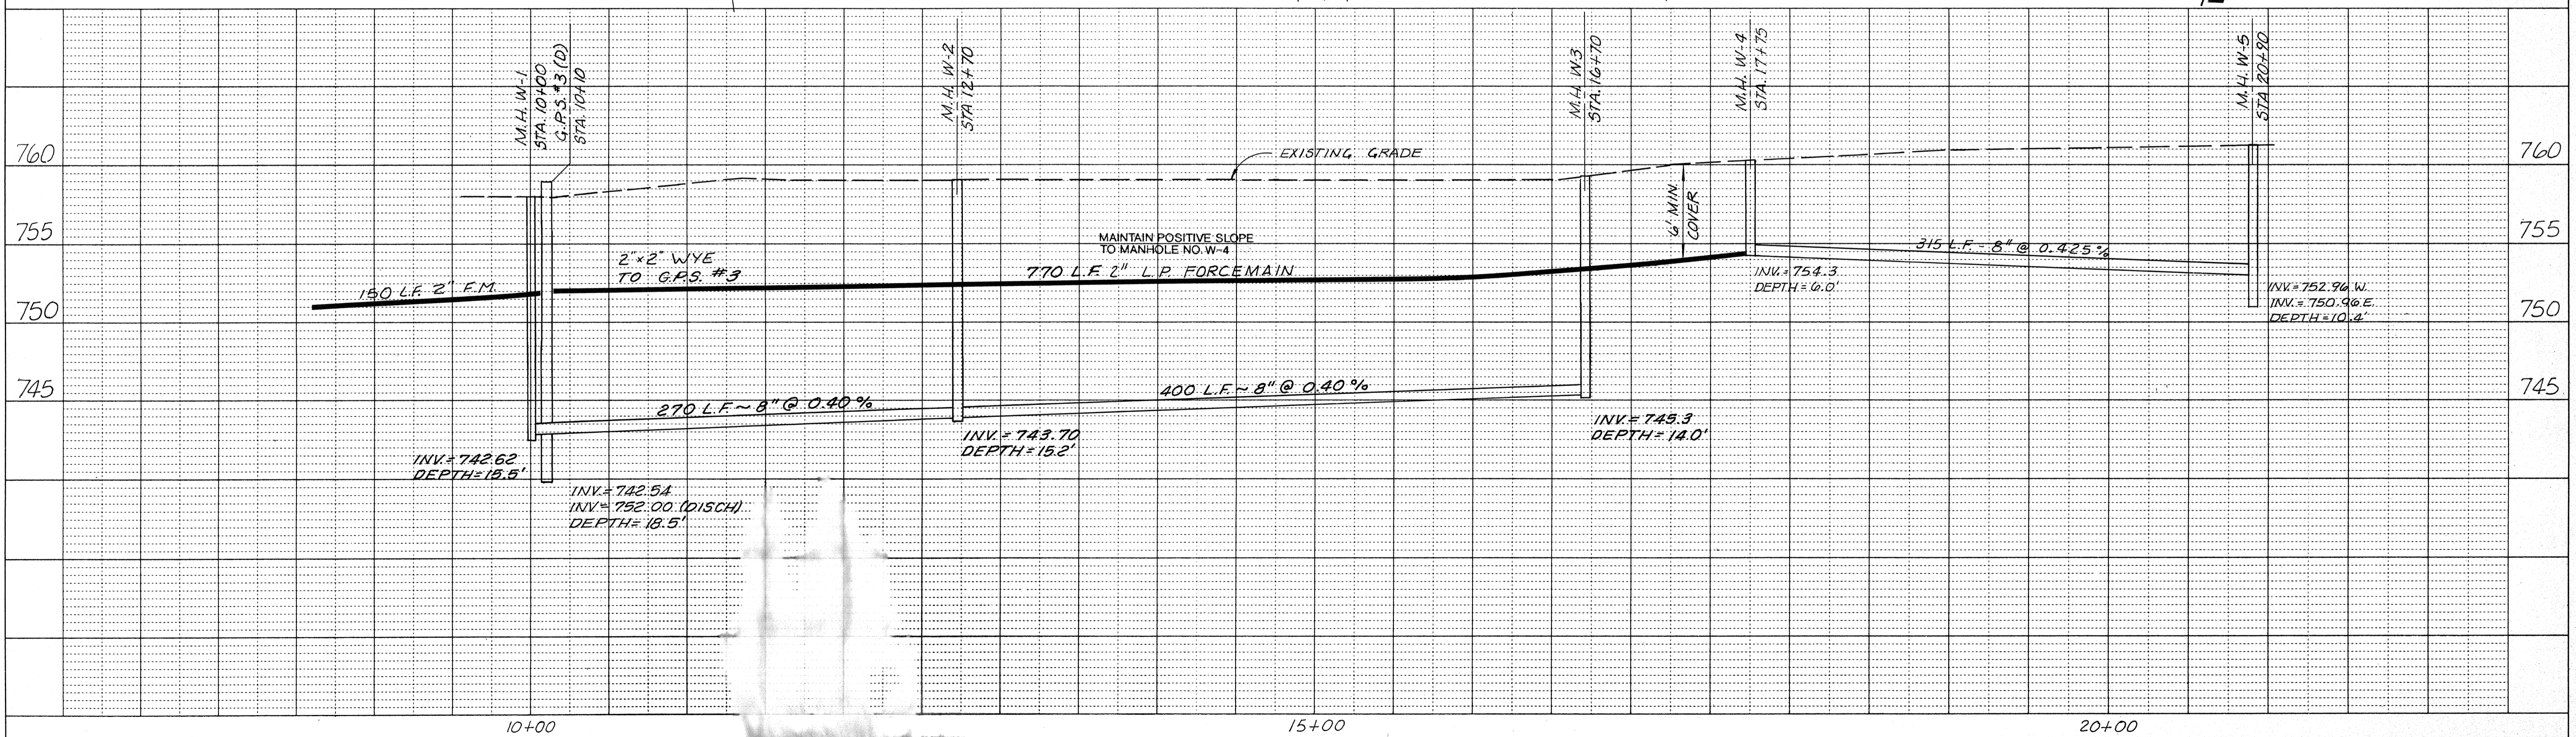 M.H. W-1
STA. 10+00
G.P.S. #3 (D)
STA. 10+10
M.H. W-2
STA 12+70
M.H. W-3
STA. 16+70
M.H. W-4
STA. 17+75
M.H. W-5
STA 20+90
760
760
EXISTING GRADE
6' MIN.
COVER
755
755
MAINTAIN POSITIVE SLOPE
TO MANHOLE NO. W-4
2" x 2" WYE
TO G.P.S. #3
770 L.F. 2" L.P. FORCEMAIN
315 L.F. - 8" @ 0.425 %
150 L.F. 2" F.M.
INV. = 754.3
DEPTH = 6.0'
INV. = 752.96 W.
INV. = 750.96 E.
DEPTH = 10.4'
750
750
745
745
270 L.F. ~ 8" @ 0.40 %
400 L.F. ~ 8" @ 0.40 %
INV. = 745.3
DEPTH = 14.0'
INV. = 743.70
DEPTH = 15.2'
INV. = 742.62
DEPTH = 15.5'
INV. = 742.54
INV = 752.00 (DISCH)
DEPTH = 18.5'
10+00
15+00
20+00